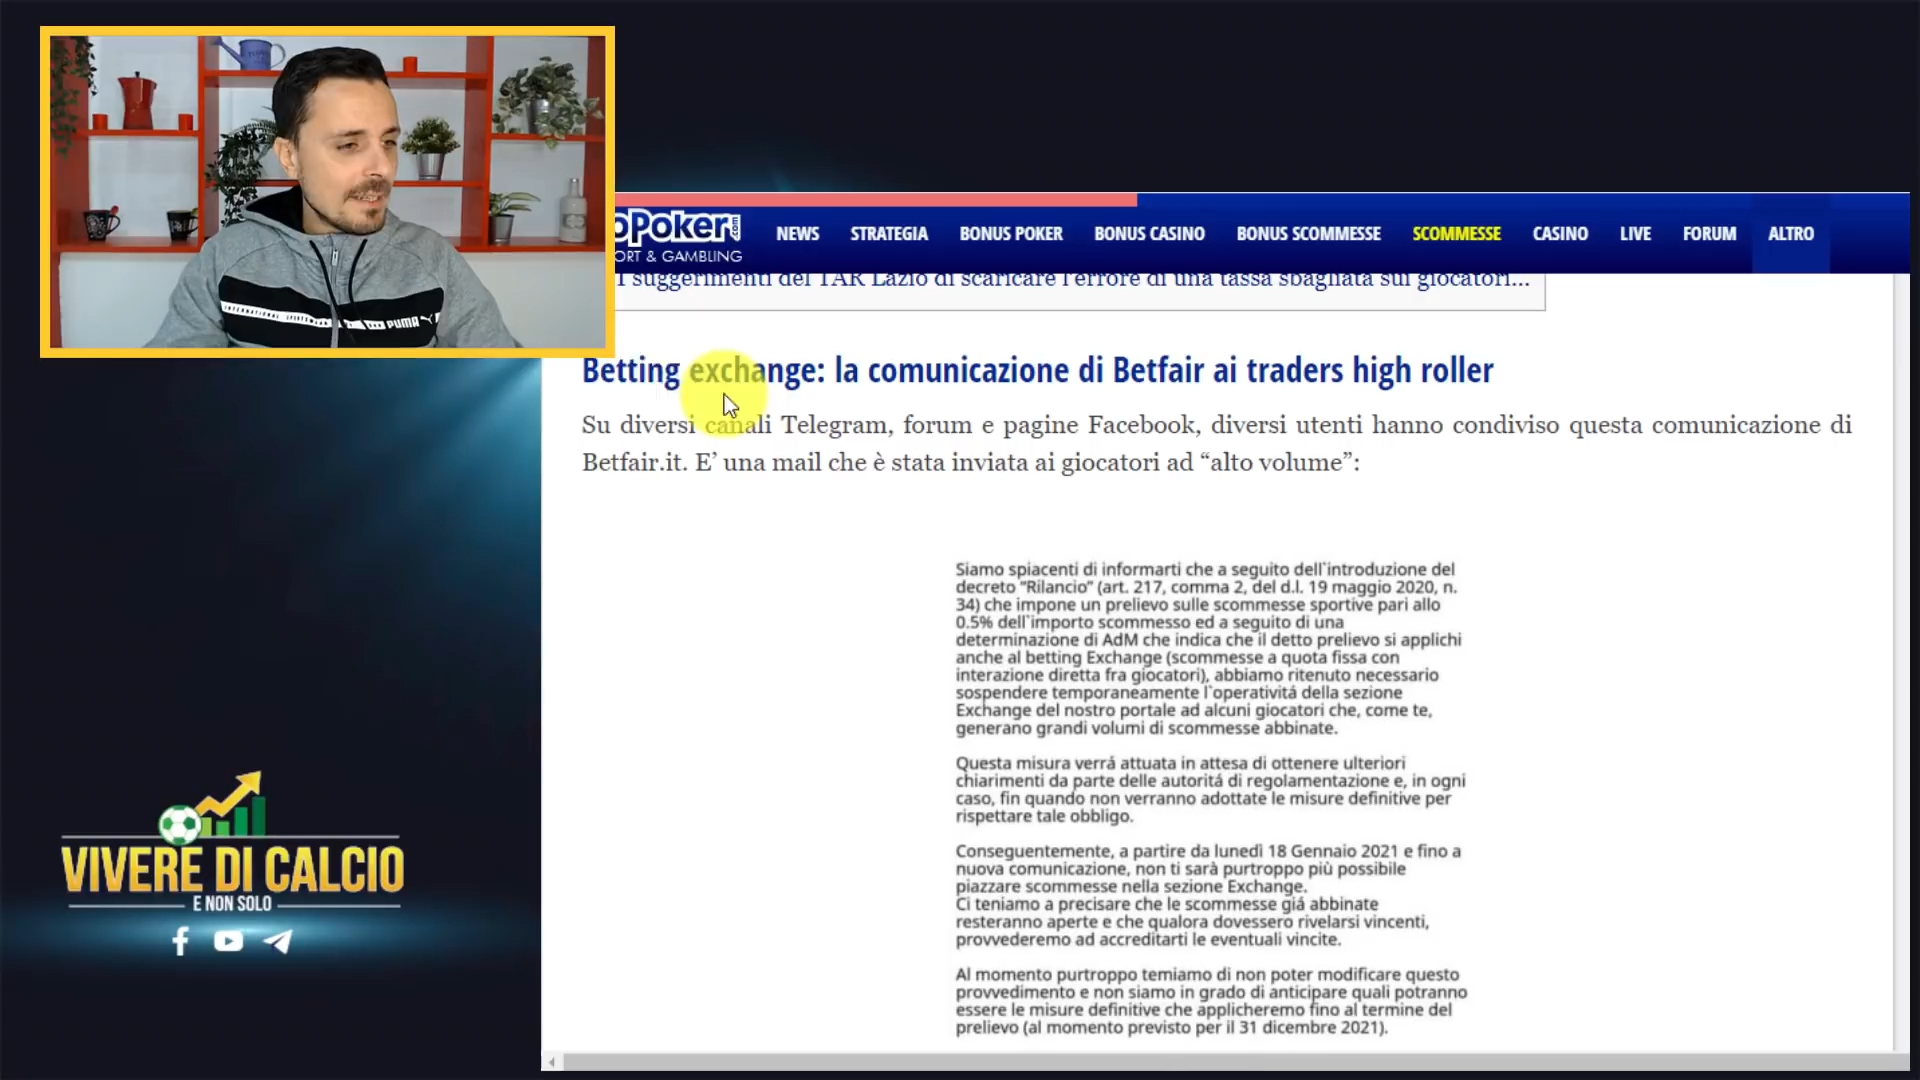 INTERNATIONAL SPORTSWEAR
PUMA
oPoker.com
ORT & GAMBLING
NEWS
STRATEGIA
BONUS POKER
BONUS CASINO
BONUS SCOMMESSE
SCOMMESSE
CASINO
LIVE
FORUM
ALTRO
I suggerimenti del TAR Lazio di scaricare l'errore di una tassa sbagliata sui giocatori...
Betting exchange: la comunicazione di Betfair ai traders high roller
Su diversi canali Telegram, forum e pagine Facebook, diversi utenti hanno condiviso questa comunicazione di
Betfair.it. E’ una mail che è stata inviata ai giocatori ad “alto volume”:
Siamo spiacenti di informarti che a seguito dell`introduzione del
decreto “Rilancio” (art. 217, comma 2, del d.l. 19 maggio 2020, n.
34) che impone un prelievo sulle scommesse sportive pari allo
0.5% dell`importo scommesso ed a seguito di una
determinazione di AdM che indica che il detto prelievo si applichi
anche al betting Exchange (scommesse a quota fissa con
interazione diretta fra giocatori), abbiamo ritenuto necessario
sospendere temporaneamente l`operativitá della sezione
Exchange del nostro portale ad alcuni giocatori che, come te,
generano grandi volumi di scommesse abbinate.
Questa misura verrá attuata in attesa di ottenere ulteriori
chiarimenti da parte delle autoritá di regolamentazione e, in ogni
caso, fin quando non verranno adottate le misure definitive per
rispettare tale obbligo.
Conseguentemente, a partire da lunedì 18 Gennaio 2021 e fino a
nuova comunicazione, non ti sarà purtroppo più possibile
piazzare scommesse nella sezione Exchange.
Ci teniamo a precisare che le scommesse giá abbinate
resteranno aperte e che qualora dovessero rivelarsi vincenti,
provvederemo ad accreditarti le eventuali vincite.
Al momento purtroppo temiamo di non poter modificare questo
provvedimento e non siamo in grado di anticipare quali potranno
essere le misure definitive che applicheremo fino al termine del
prelievo (al momento previsto per il 31 dicembre 2021).
VIVERE DI CALCIO
E NON SOLO